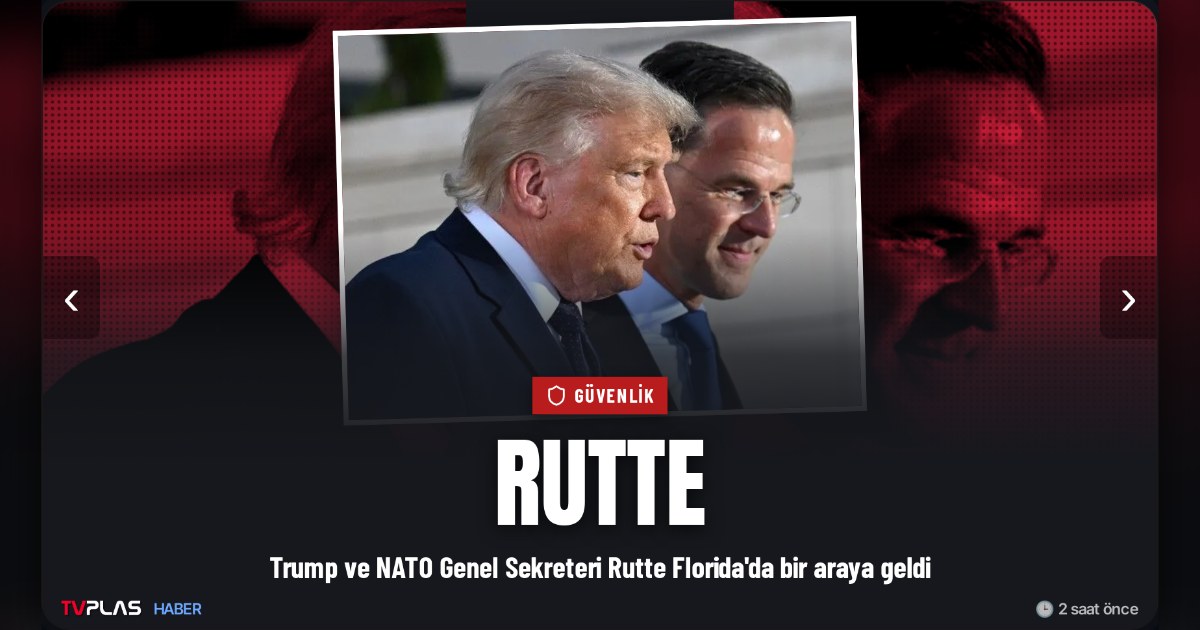 GÜVENLİK
RUTTE
Trump ve NATO Genel Sekreteri Rutte Florida'da bir araya geldi
TVPLAS HABER
2 saat önce